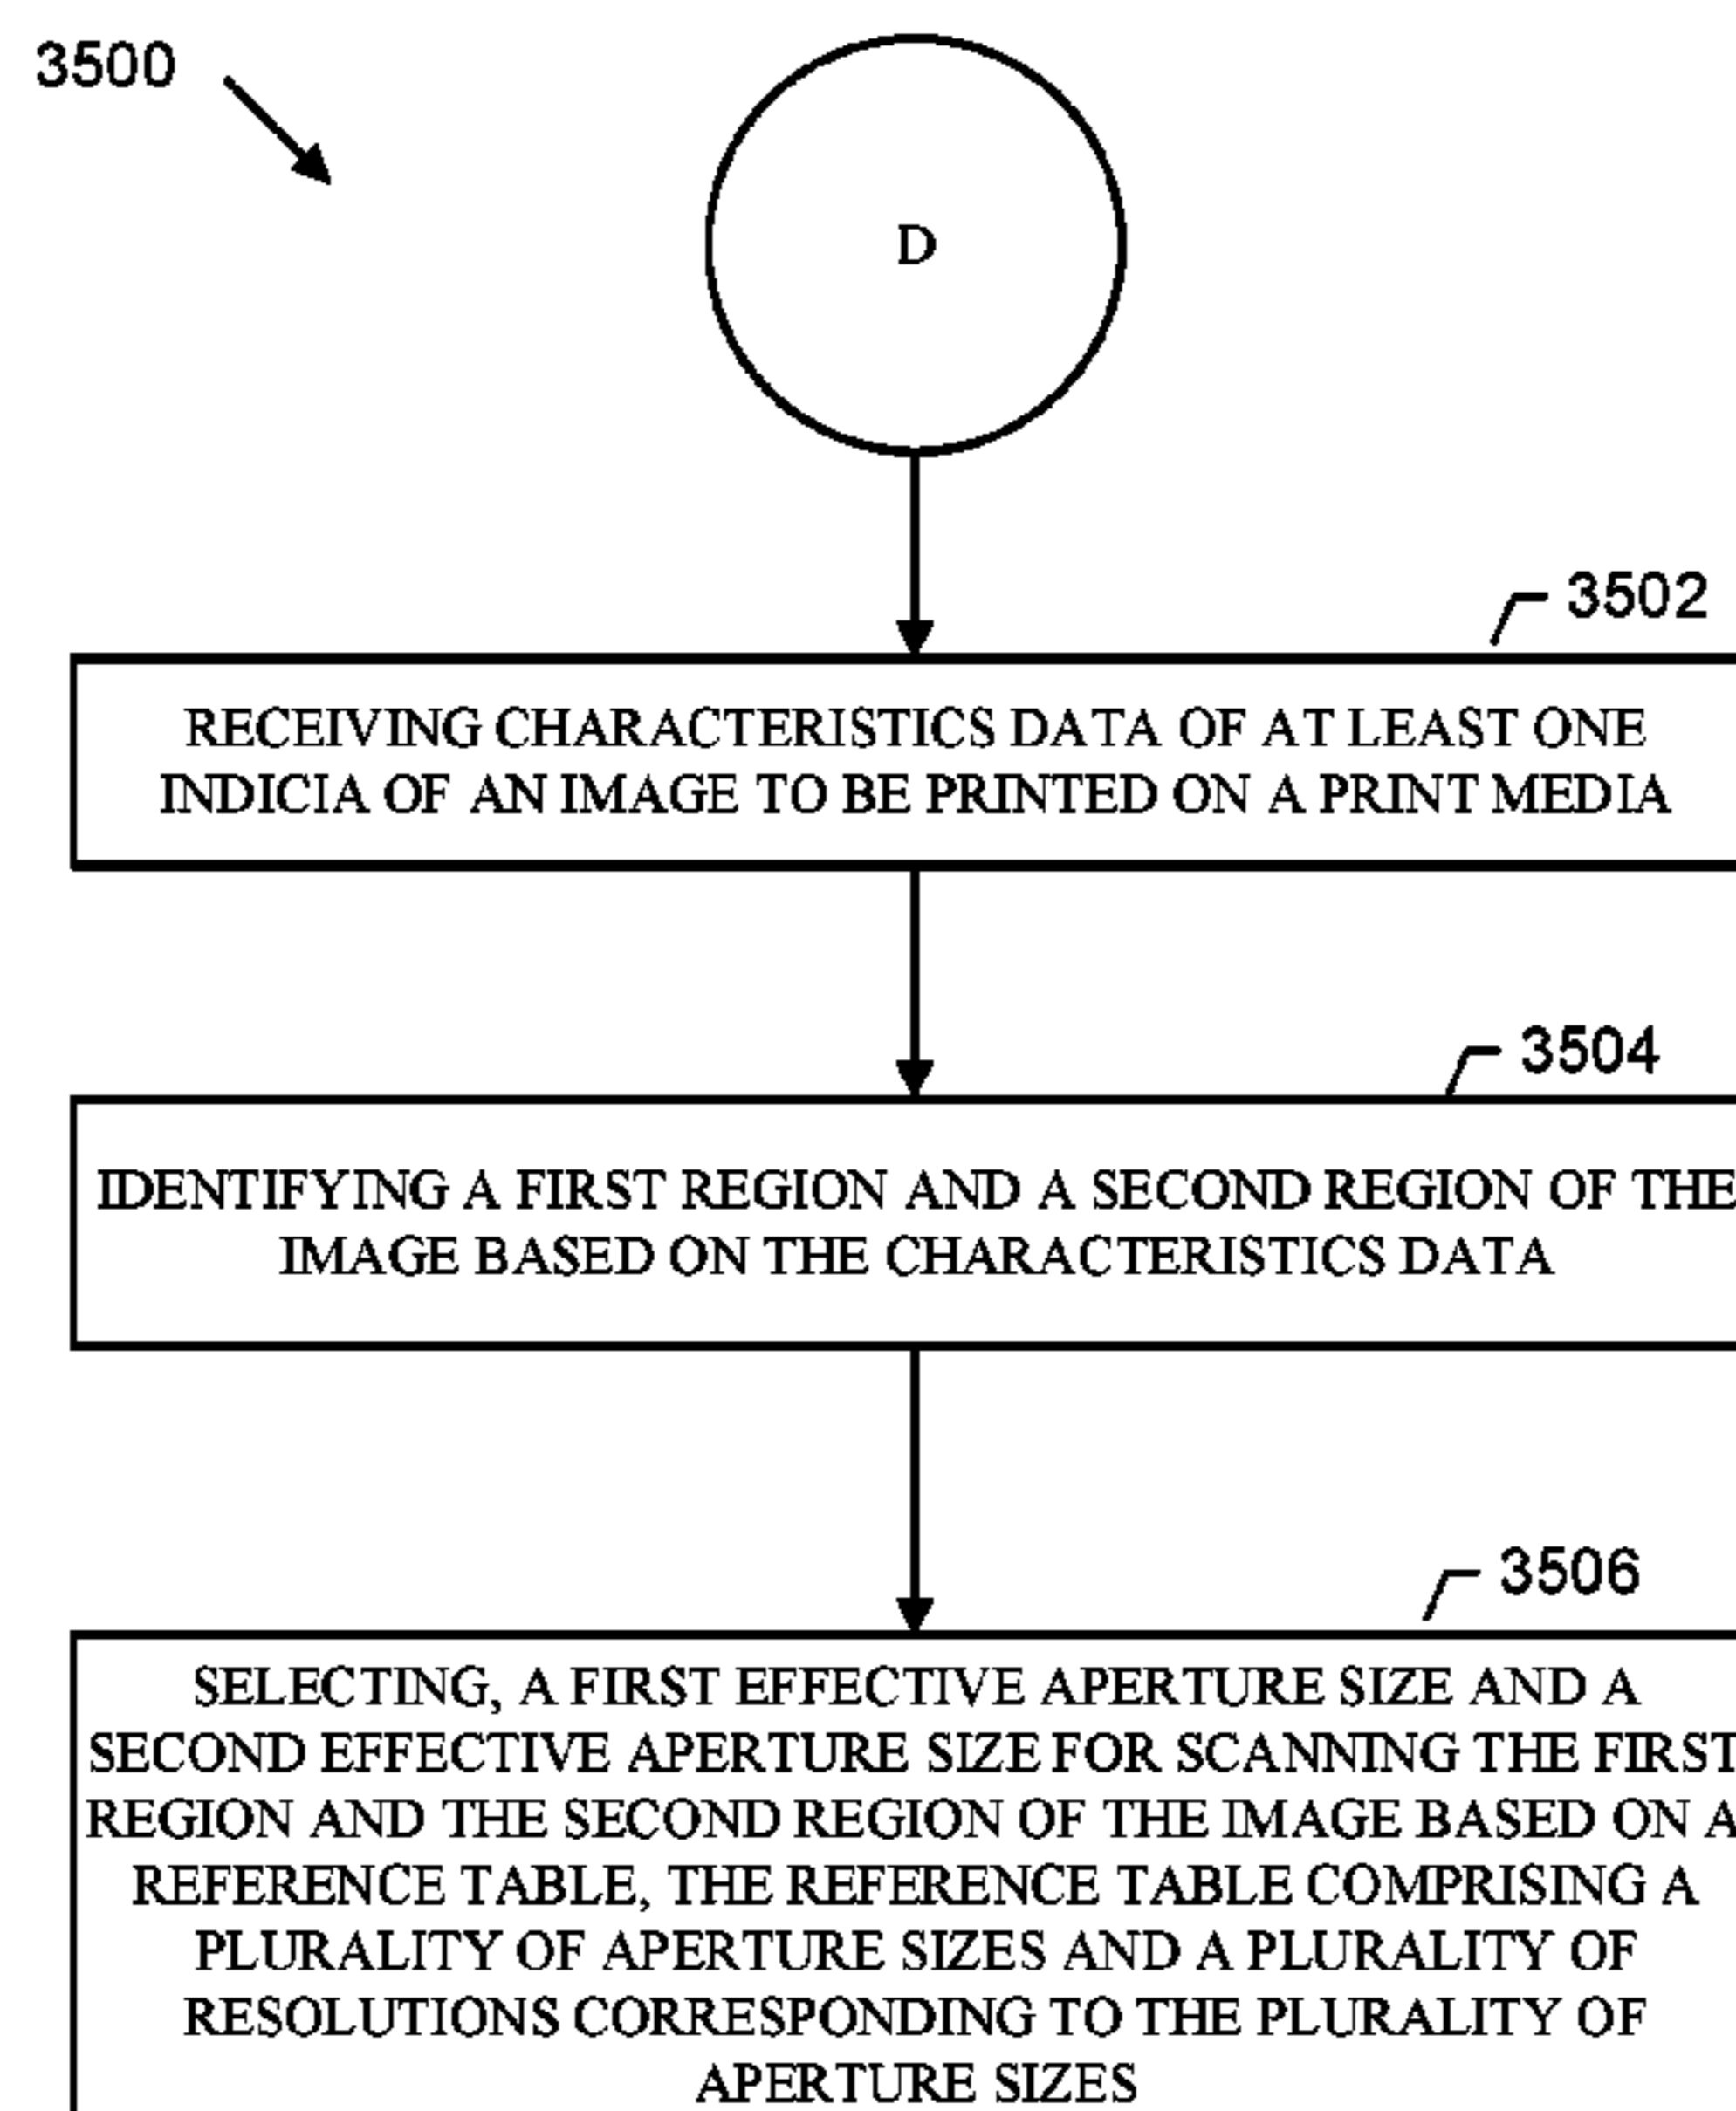 3500
D
3502
RECEIVING CHARACTERISTICS DATA OF AT LEAST ONE
INDICIA OF AN IMAGE TO BE PRINTED ON A PRINT MEDIA
3504
IDENTIFYING A FIRST REGION AND A SECOND REGION OF THE
IMAGE BASED ON THE CHARACTERISTICS DATA
3506
SELECTING, A FIRST EFFECTIVE APERTURE SIZE AND A
SECOND EFFECTIVE APERTURE SIZE FOR SCANNING THE FIRST
REGION AND THE SECOND REGION OF THE IMAGE BASED ON A
REFERENCE TABLE, THE REFERENCE TABLE COMPRISING A
PLURALITY OF APERTURE SIZES AND A PLURALITY OF
RESOLUTIONS CORRESPONDING TO THE PLURALITY OF
APERTURE SIZES